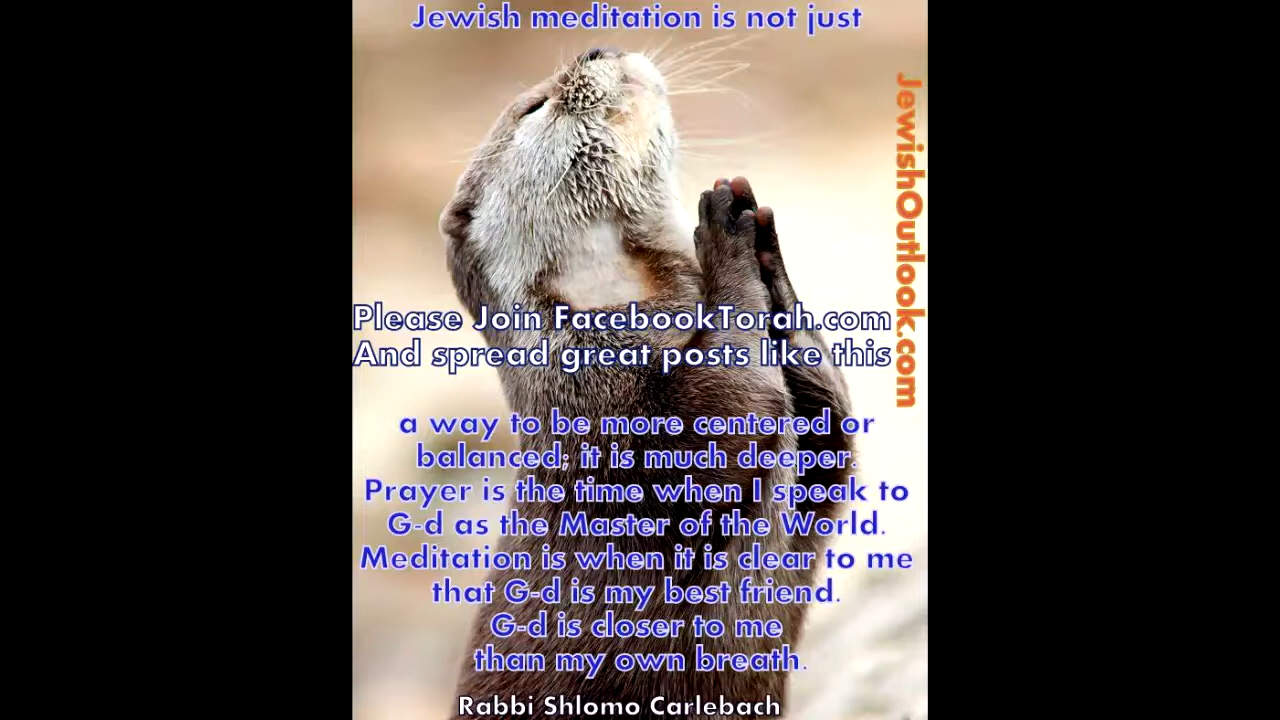 Jewish meditation is not just
JewishOutlook.com
Please Join FacebookTorah.com
And spread great posts like this
a way to be more centered or
balanced; it is much deeper.
Prayer is the time when I speak to
G-d as the Master of the World.
Meditation is when it is clear to me
that G-d is my best friend.
G-d is closer to me
than my own breath.
Rabbi Shlomo Carlebach